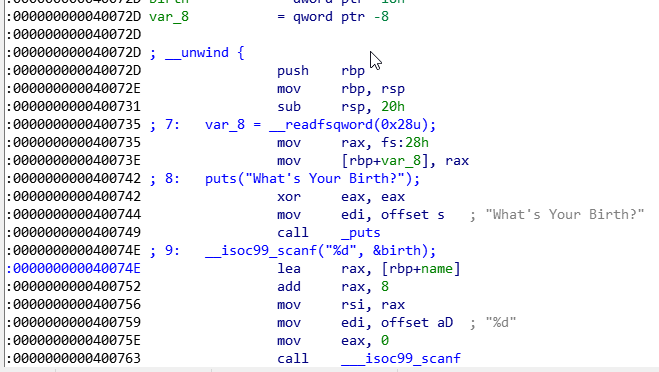 :000000000040072D
:000000000040072D var_8 = qword ptr -8
:000000000040072D
:000000000040072D ; __unwind {
:000000000040072D push rbp
:000000000040072E mov rbp, rsp
:0000000000400731 sub rsp, 20h
:0000000000400735 ; 7: var_8 = __readfsqword(0x28u);
:0000000000400735 mov rax, fs:28h
:000000000040073E mov [rbp+var_8], rax
:0000000000400742 ; 8: puts("What's Your Birth?");
:0000000000400742 xor eax, eax
:0000000000400744 mov edi, offset s ; "What's Your Birth?"
:0000000000400749 call _puts
:000000000040074E ; 9: __isoc99_scanf("%d", &birth);
:000000000040074E lea rax, [rbp+name]
:0000000000400752 add rax, 8
:0000000000400756 mov rsi, rax
:0000000000400759 mov edi, offset aD ; "%d"
:000000000040075E mov eax, 0
:0000000000400763 call ___isoc99_scanf